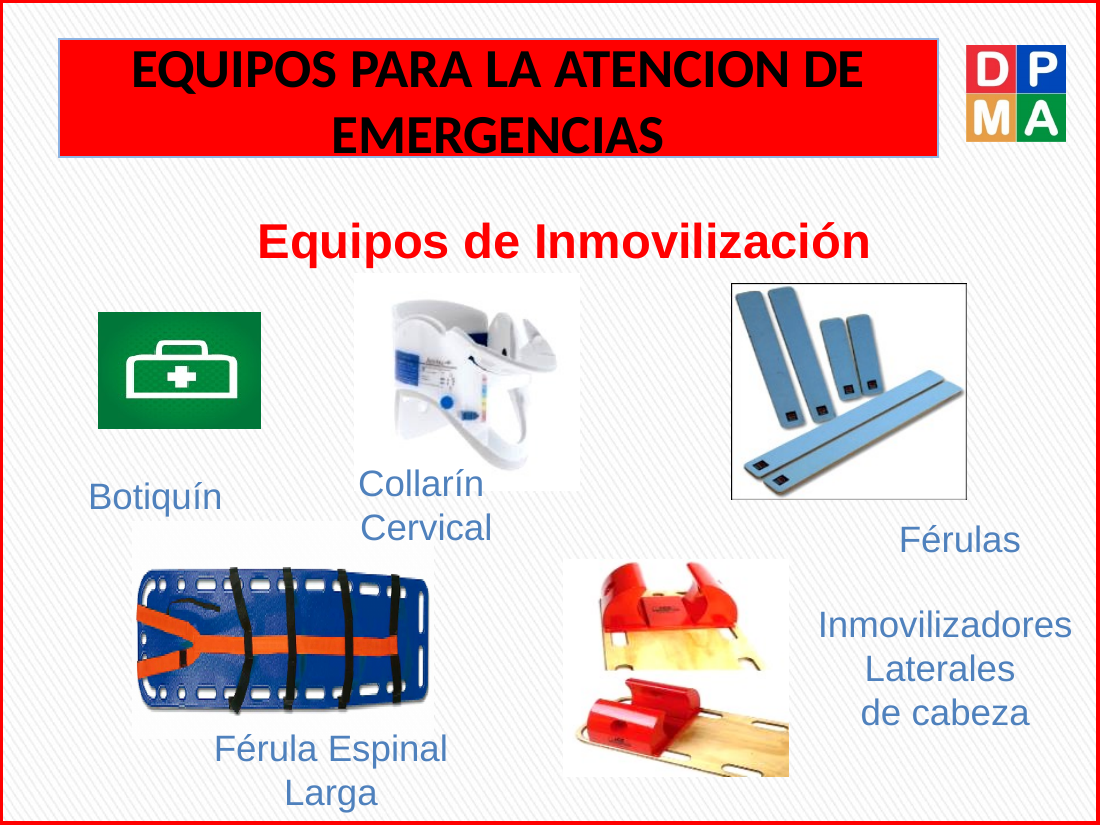 EQUIPOS PARA LA ATENCION DE
EMERGENCIAS
D P
M A
Equipos de Inmovilización
Botiquín
Collarín
Cervical
Férulas
Inmovilizadores
Laterales
de cabeza
Férula Espinal
Larga